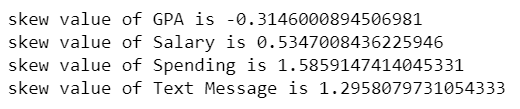 skew value of GPA is -0.3146000894506981
skew value of Salary is 0.5347008436225946
skew value of Spending is 1.5859147414045331
skew value of Text Message is 1.2958079731054333